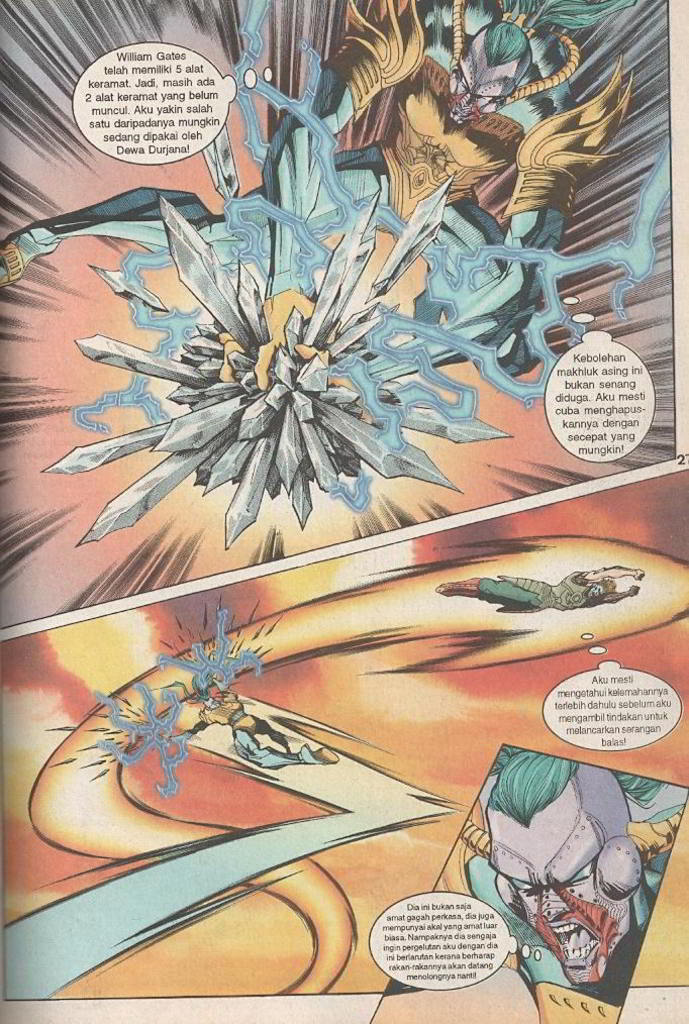 William Gates
telah memiliki 5 alat
keramat. Jadi, masih ada
2 alat keramat yang belum
muncul. Aku yakin salah
satu daripadanya mungkin
sedang dipakai oleh
Dewa Durjana!
Kebolehan
makhluk asing ini
bukan senang
diduga. Aku mesti
cuba menghapus-
kannya dengan
secepat yang
mungkin!
27
Aku mesti
mengetahui kelemahannya
terlebih dahulu sebelum aku
mengambil tindakan untuk
melancarkan serangan
balas!
Dia ini bukan saja
amat gagah perkasa, dia juga
mempunyai akal yang amat luar
biasa. Nampaknya dia sengaja
ingin pergelutan aku dengan dia
ini berlarutan kerana berharap
rakan-rakannya akan datang
menolongnya nanti!